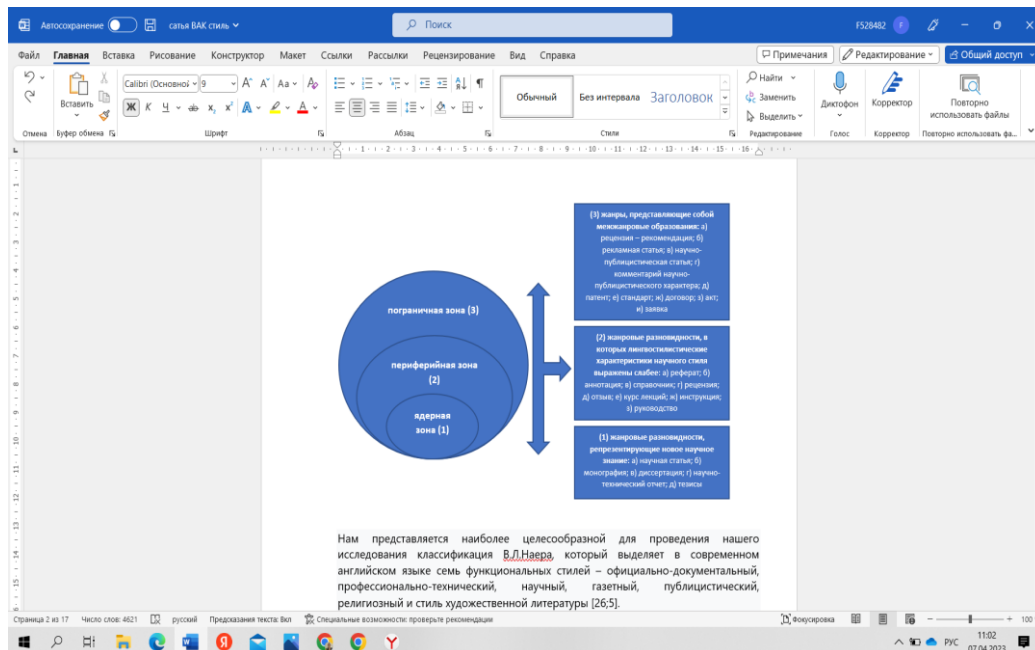 Автосохранение
сатья ВАК стиль
Поиск
F528482
F
Файл Главная Вставка Рисование Конструктор Макет Ссылки Рассылки Рецензирование Вид Справка
Примечания Редактирование Общий доступ
Вставить
Calibri (Основной 9
Ж К Ч
Обычный Без интервала Заголовок
Найти
Заменить
Выделить
Диктофон
Корректор
Повторно
использовать файлы
Отмена Буфер обмена Шрифт Абзац Стили Редактирование Голос Корректор Повторно использовать фа...
(3) жанры, представляющие собой
межжанровые образования: а)
рецензия – рекомендация; б)
рекламная статья; в) научно-
публицистическая статья; г)
комментарий научно-
публицистического характера; д)
патент; е) стандарт; ж) договор; з) акт;
и) заявка
пограничная зона (3)
периферийная зона
(2)
ядерная
зона (1)
(2) жанровые разновидности, в
которых лингвостилистические
характеристики научного стиля
выражены слабее: а) реферат; б)
аннотация; в) справочник; г) рецензия;
д) отзыв; е) курс лекций; ж) инструкция;
з) руководство
(1) жанровые разновидности,
репрезентирующие новое научное
знание: а) научная статья; б)
монография; в) диссертация; г) научно-
технический отчет; д) тезисы
Нам представляется наиболее целесообразной для проведения нашего
исследования классификация В.Л.Наера, который выделяет в современном
английском языке семь функциональных стилей – официально-документальный,
профессионально-технический, научный, газетный, публицистический,
религиозный и стиль художественной литературы [26;5].
Страница 2 из 17 Число слов: 4621 русский Предсказания текста: Вкл Специальные возможности: проверьте рекомендации Фокусировка 100
РУС
11:02
07.04.2023